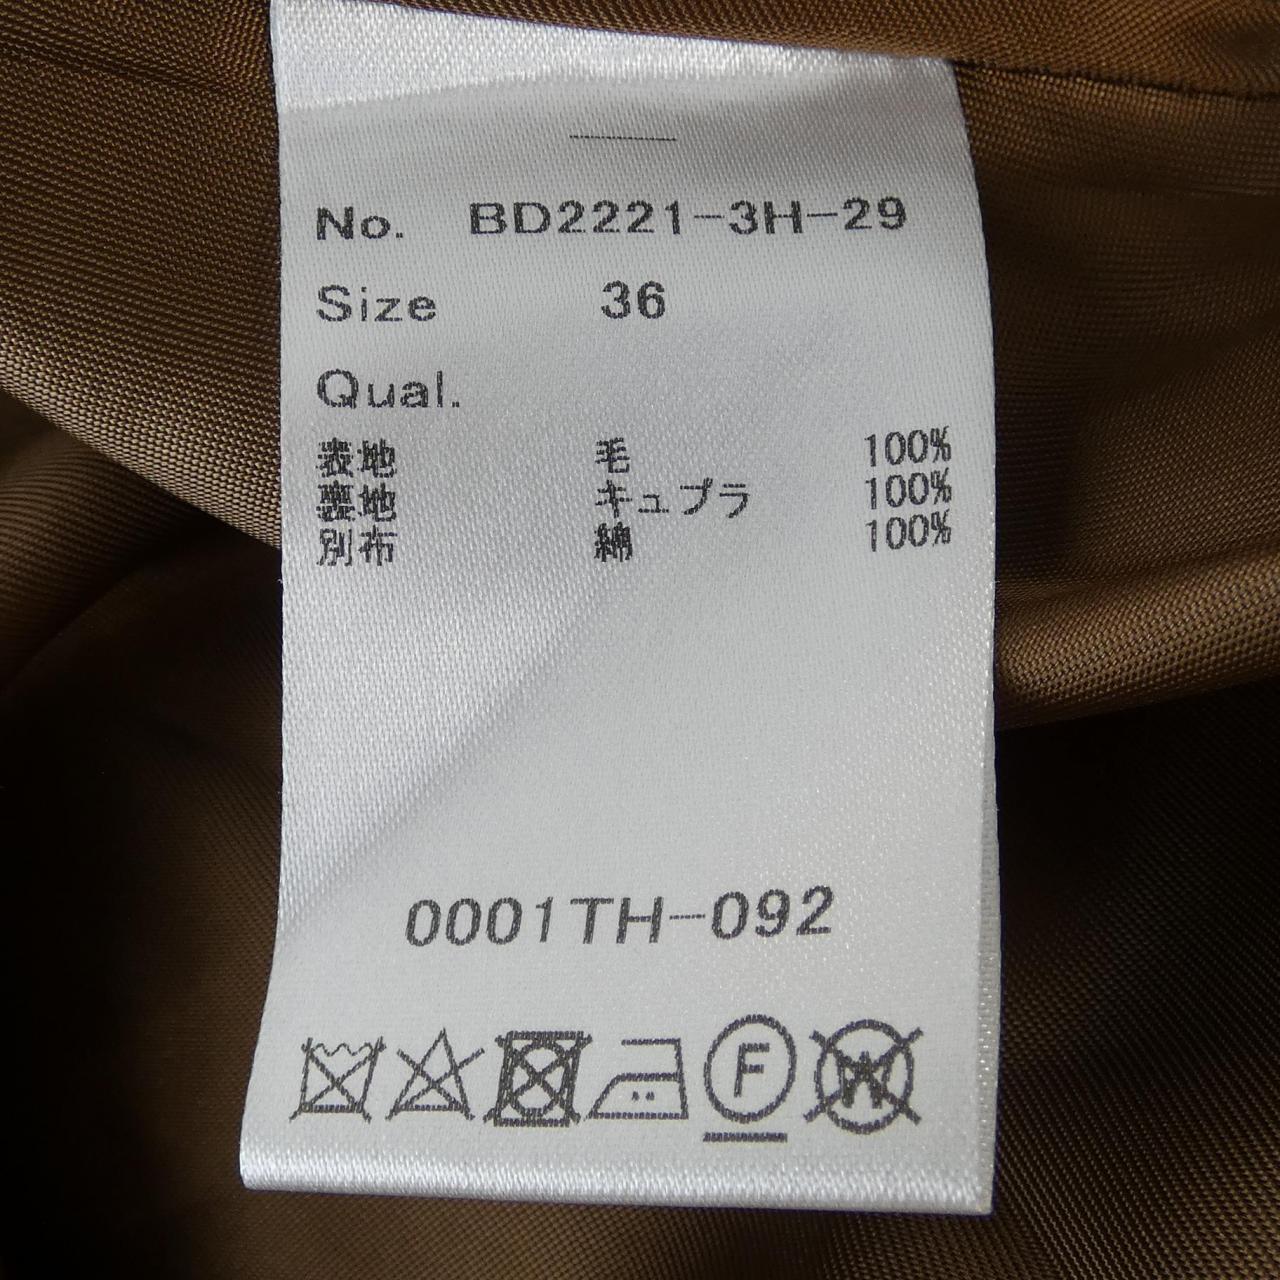 No. BD2221-3H-29
Size 36
Qual.
表地 毛 100%
裏地 キュプラ 100%
別布 綿 100%
0001TH-092
F W